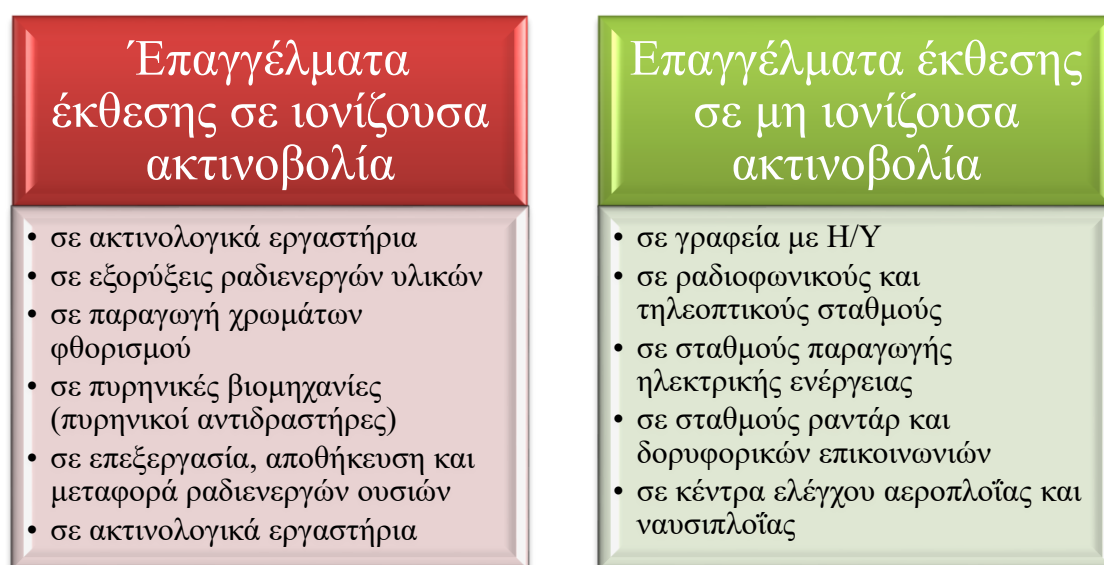 Έπαγγέλματα
έκθεσης σε ιονίζουσα
ακτινοβολία
• σε ακτινολογικά εργαστήρια
• σε εξορύξεις ραδιενεργών υλικών
• σε παραγωγή χρωμάτων
φθορισμού
• σε πυρηνικές βιομηχανίες
(πυρηνικοί αντιδραστήρες)
• σε επεξεργασία, αποθήκευση και
μεταφορά ραδιενεργών ουσιών
• σε ακτινολογικά εργαστήρια
Επαγγέλματα έκθεσης
σε μη ιονίζουσα
ακτινοβολία
• σε γραφεία με Η/Υ
• σε ραδιοφωνικούς και
τηλεοπτικούς σταθμούς
• σε σταθμούς παραγωγής
ηλεκτρικής ενέργειας
• σε σταθμούς ραντάρ και
δορυφορικών επικοινωνιών
• σε κέντρα ελέγχου αεροπλοΐας και
ναυσιπλοΐας